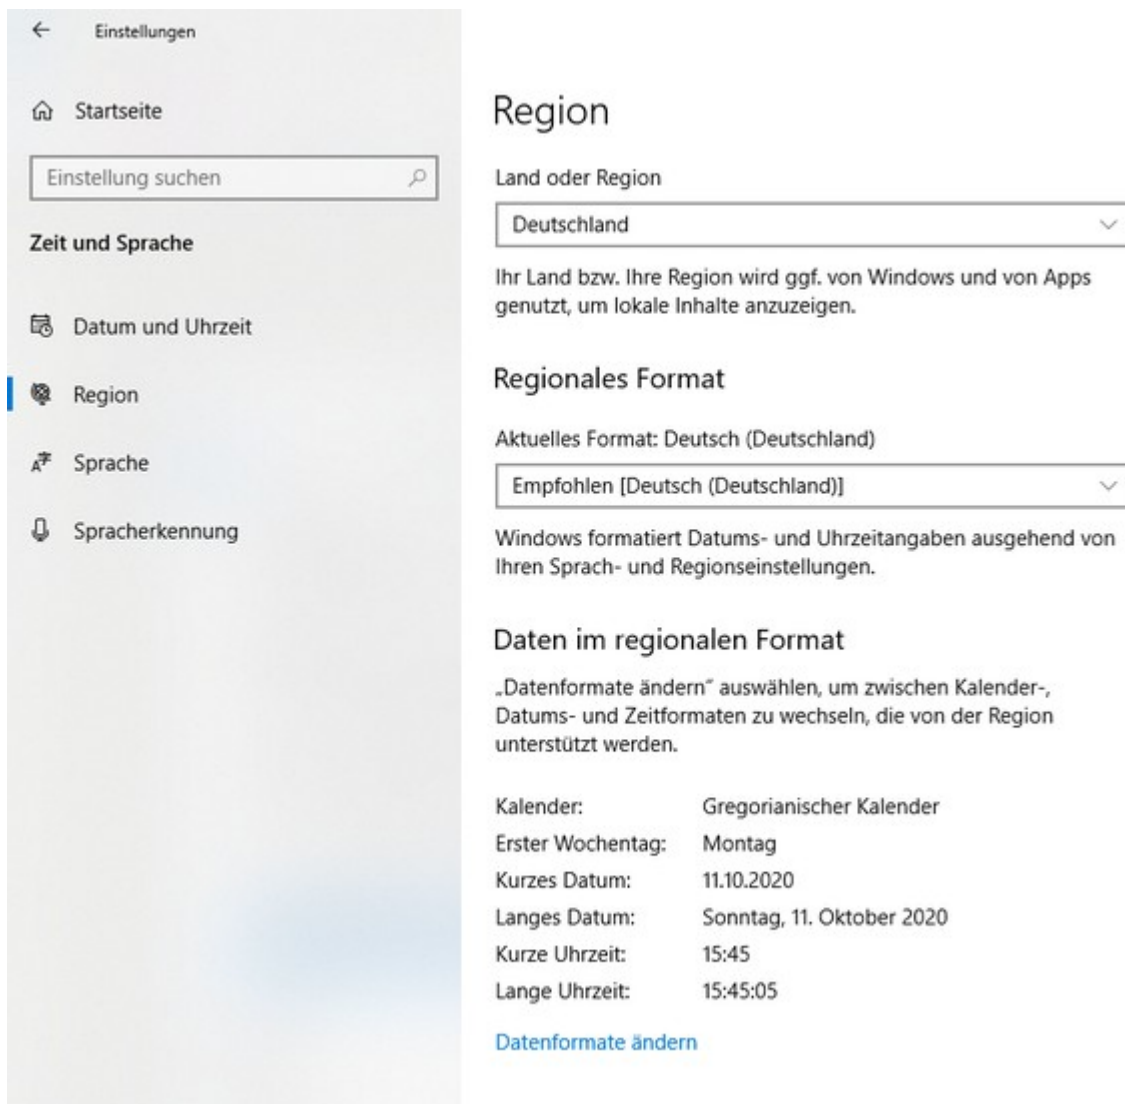 Einstellungen
Startseite
Einstellung suchen
Zeit und Sprache
Datum und Uhrzeit
Region
Sprache
Spracherkennung
Region
Land oder Region
Deutschland
Ihr Land bzw. Ihre Region wird ggf. von Windows und von Apps
genutzt, um lokale Inhalte anzuzeigen.
Regionales Format
Aktuelles Format: Deutsch (Deutschland)
Empfohlen [Deutsch (Deutschland)]
Windows formatiert Datums- und Uhrzeitangaben ausgehend von
Ihren Sprach- und Regionseinstellungen.
Daten im regionalen Format
„Datenformate ändern“ auswählen, um zwischen Kalender-,
Datums- und Zeitformaten zu wechseln, die von der Region
unterstützt werden.
Kalender: Gregorianischer Kalender
Erster Wochentag: Montag
Kurzes Datum: 11.10.2020
Langes Datum: Sonntag, 11. Oktober 2020
Kurze Uhrzeit: 15:45
Lange Uhrzeit: 15:45:05
Datenformate ändern